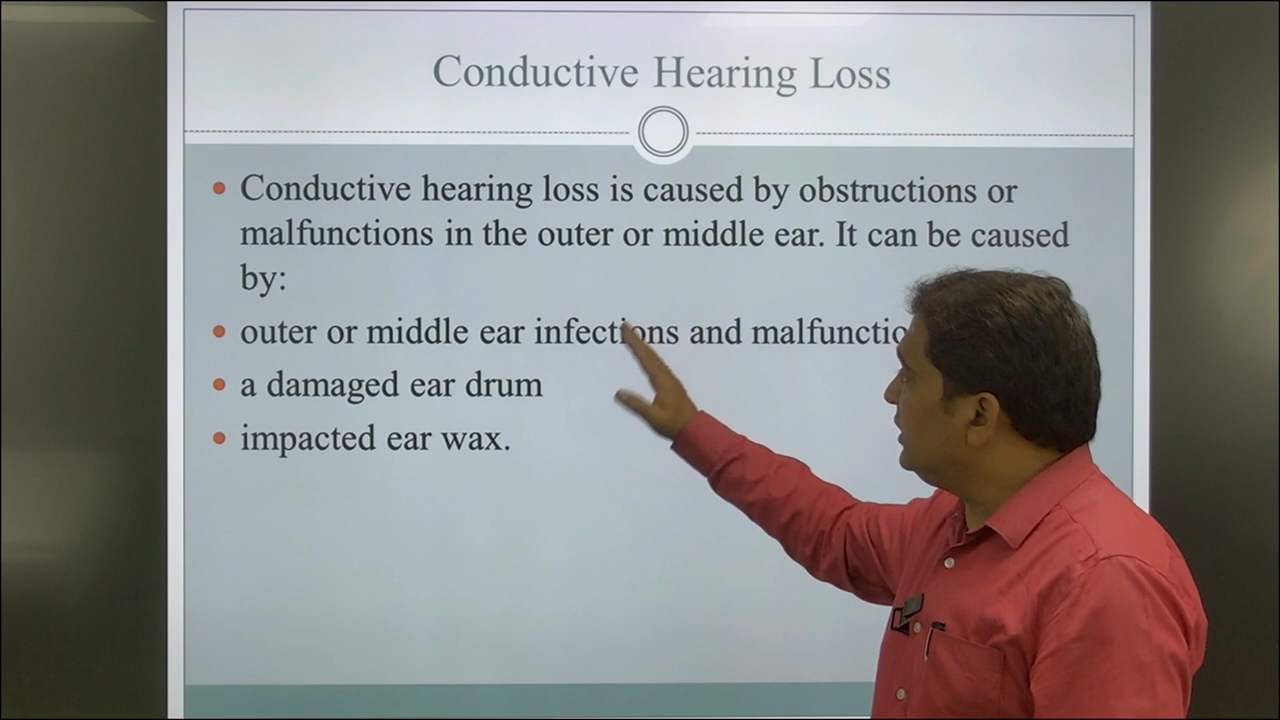 Conductive Hearing Loss
Conductive hearing loss is caused by obstructions or
malfunctions in the outer or middle ear. It can be caused
by:
outer or middle ear infections and
a damaged ear drum
impacted ear wax.